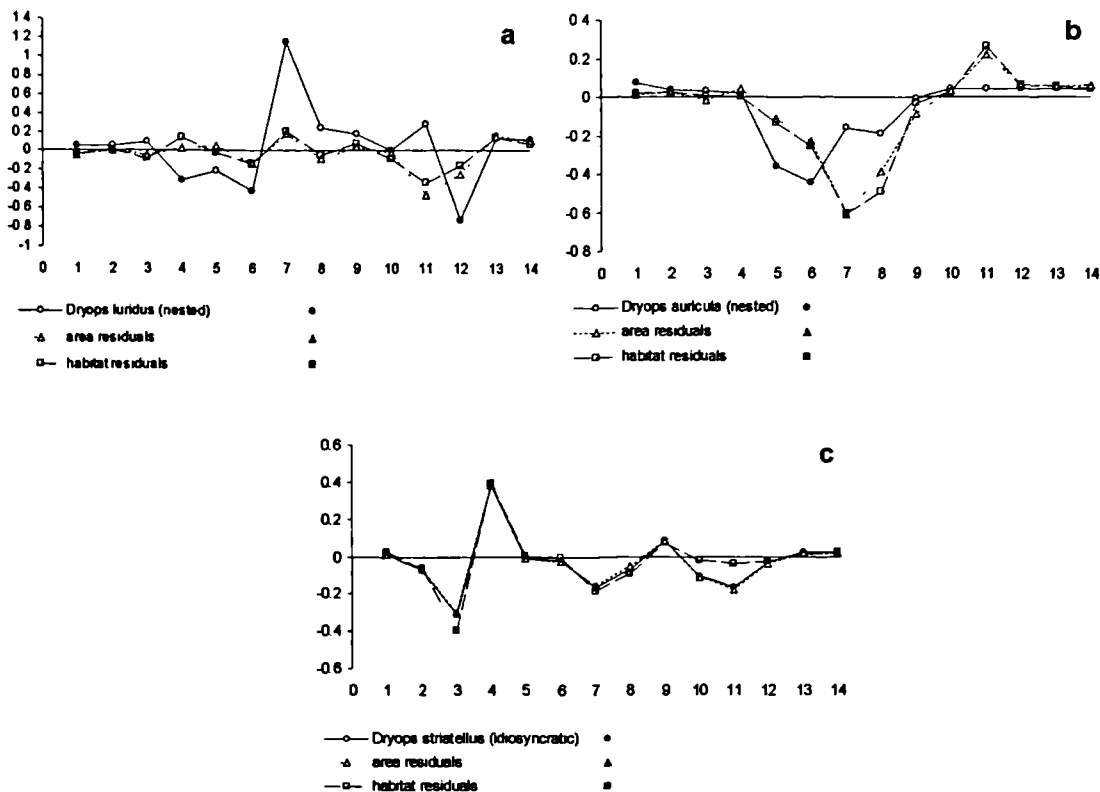 a
1 4
1 2
1
0 8
0 6
0 4
0 2
0
-0 2
-0 4
-0 6
-0 8
-1
0 1 2 3 4 5 6 7 8 9 10 11 12 13 14
Dryops luridus (nested)
area residuals
habitat residuals
b
0 6
0 4
0 2
0
-0 2
-0 4
-0 6
-0 8
0 1 2 3 4 5 6 7 8 9 10 11 12 13 14
Dryops auricula (nested)
area residuals
habitat residuals
c
0.6
0.4
0.2
0
-0.2
-0.4
-0.6
0 1 2 3 4 5 6 7 8 9 10 11 12 13 14
Dryops striatellus (idiosyncratic)
area residuals
habitat residuals